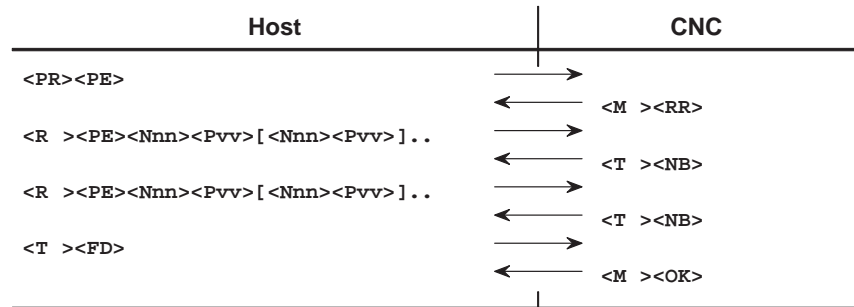 Host CNC
<PR><PE>
<M ><RR>
<R ><PE><Nnn><Pvv>[<Nnn><Pvv>]..
<T ><NB>
<R ><PE><Nnn><Pvv>[<Nnn><Pvv>]..
<T ><NB>
<T ><FD>
<M ><OK>